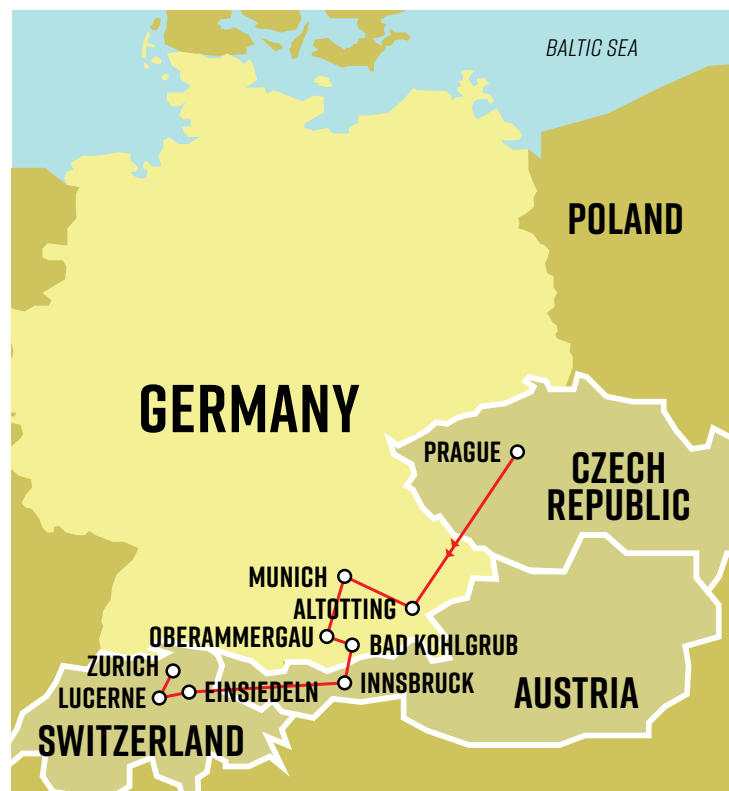 BALTIC SEA
POLAND
GERMANY
PRAGUE
CZECH
REPUBLIC
MUNICH
ALTOTTING
OBERAMMERGAU
BAD KOHLGRUB
ZURICH
INNSBRUCK
EINSIEDELN
LUCERNE
AUSTRIA
SWITZERLAND